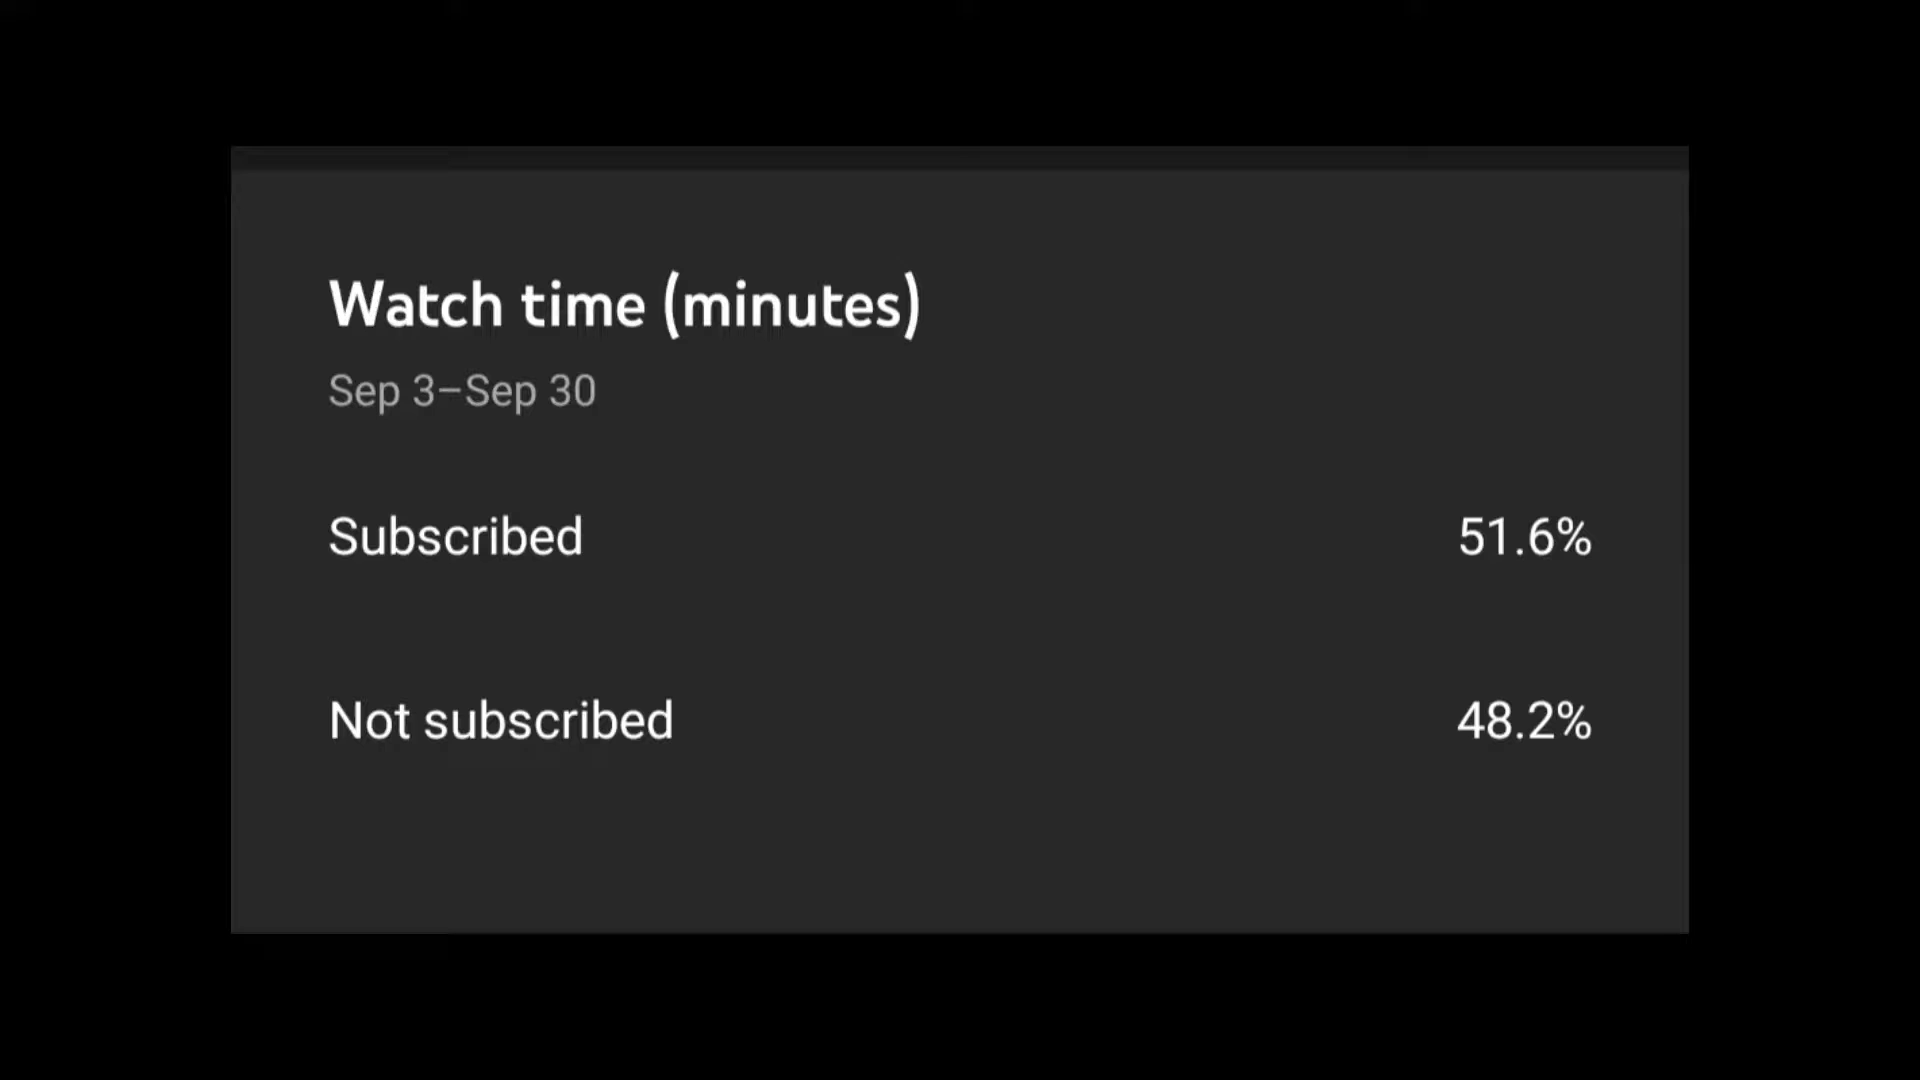 Watch time (minutes)
Sep 3–Sep 30
Subscribed 51.6%
Not subscribed 48.2%